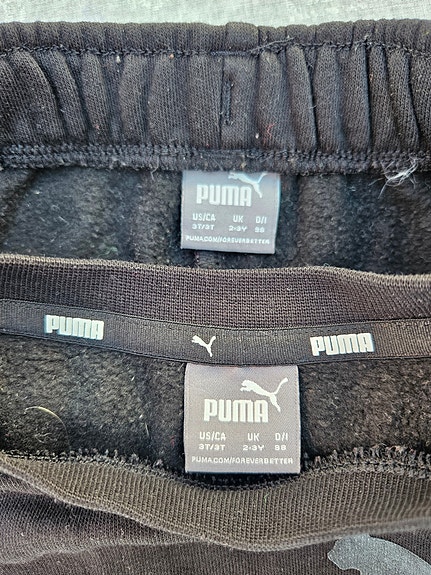 PUMA
US/CA UK D/I
3T/3T 2-3Y 98
PUMA.COM/FOREVERBETTER
PUMA PUMA
PUMA
US/CA UK D/I
3T/3T 2-3Y 98
PUMA.COM/FOREVERBETTER